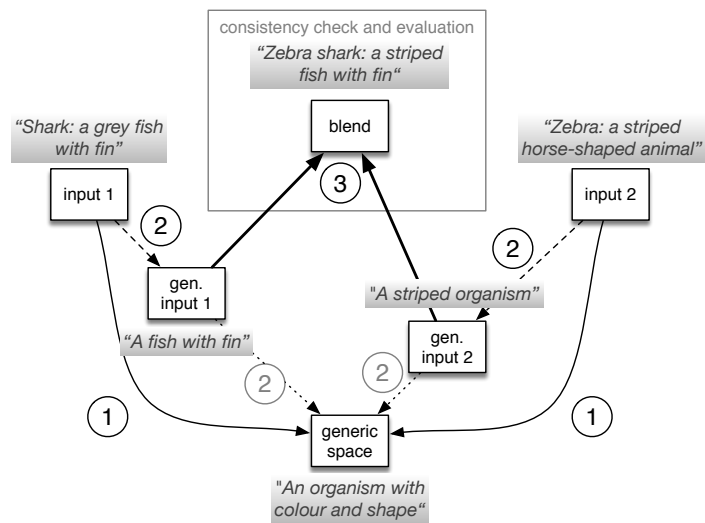 consistency check and evaluation
“Zebra shark: a striped
fish with fin“
blend
“Shark: a grey fish
with fin”
input 1
“Zebra: a striped
horse-shaped animal”
input 2
3
2
2
gen.
input 1
"A striped organism”
gen.
input 2
“A fish with fin”
2
2
1
1
generic
space
"An organism with
colour and shape“